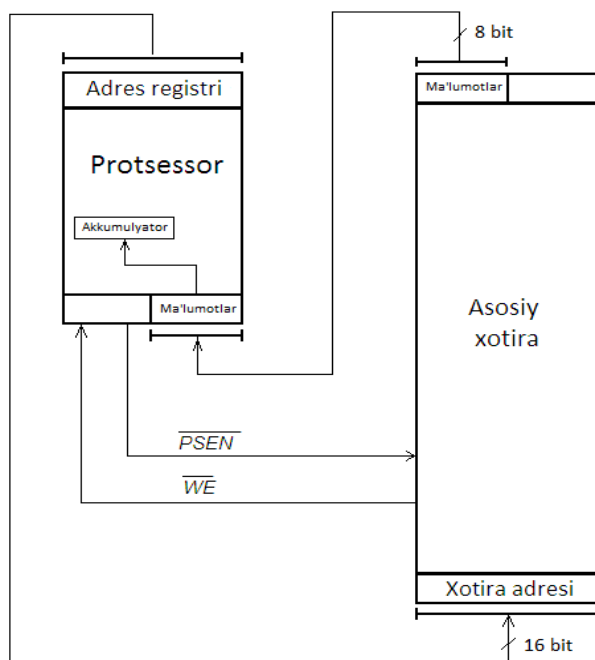 8 bit
Adres registri
Ma'lumotlar
Protsessor
Akkumulyator
Ma'lumotlar
Asosiy
xotira
PSEN
WE
Xotira adresi
16 bit